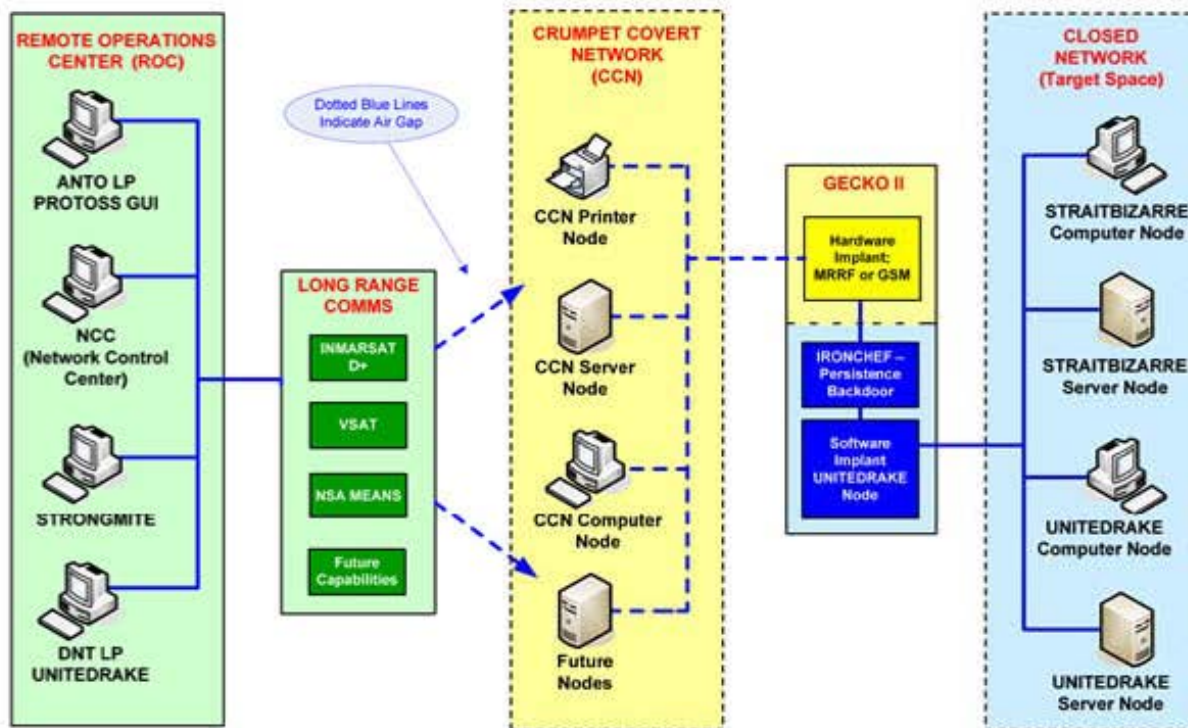 REMOTE OPERATIONS
CENTER (ROC)
ANTO LP
PROTOSS GUI
NCC
(Network Control
Center)
STRONGMITE
DNT LP
UNITEDRAKE
Dotted Blue Lines
Indicate Air Gap
LONG RANGE
COMMS
INMARSAT
D+
VSAT
NSA MEANS
Future
Capabilities
CRUMPET COVERT
NETWORK
(CCN)
CCN Printer
Node
CCN Server
Node
CCN Computer
Node
Future
Nodes
GECKO II
Hardware
Implant;
MRRF or GSM
IRONCHEF –
Persistence
Backdoor
Software
Implant
UNITEDRAKE
Node
CLOSED
NETWORK
(Target Space)
STRAITBIZARRE
Computer Node
STRAITBIZARRE
Server Node
UNITEDRAKE
Computer Node
UNITEDRAKE
Server Node